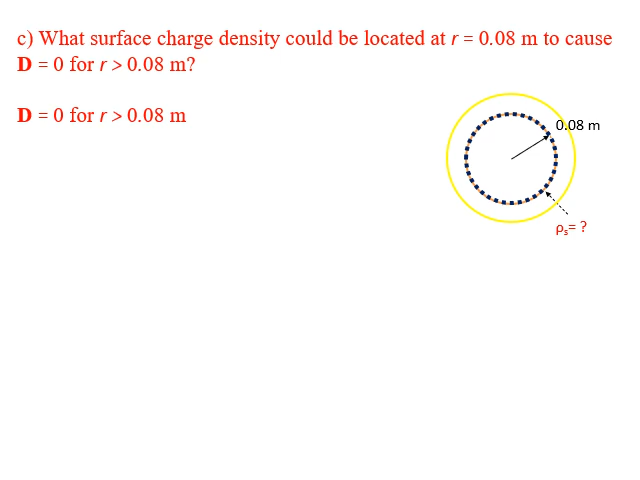 c) What surface charge density could be located at r = 0.08 m to cause
D = 0 for r > 0.08 m?
D = 0 for r > 0.08 m
0.08 m
ρs= ?